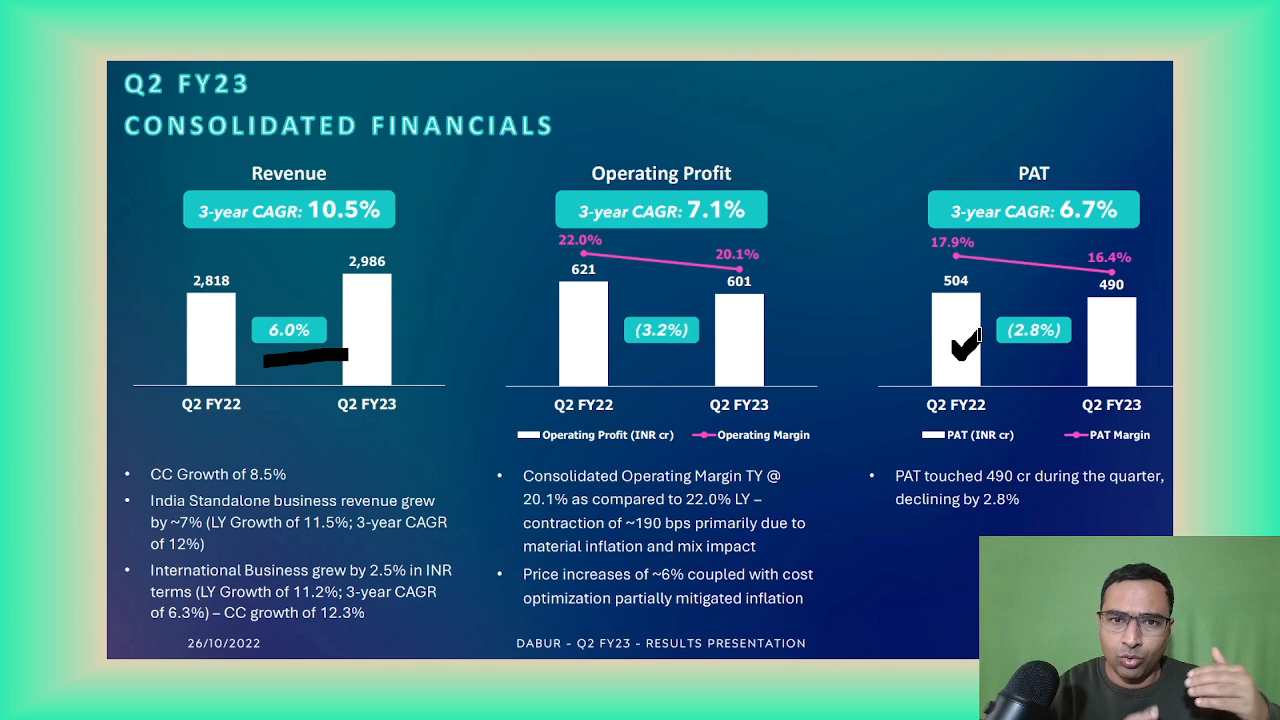 Q2 FY23
CONSOLIDATED FINANCIALS
Revenue
3-year CAGR: 10.5%
2,818
2,986
6.0%
Q2 FY22
Q2 FY23
• CC Growth of 8.5%
• India Standalone business revenue grew
by ~7% (LY Growth of 11.5%; 3-year CAGR
of 12%)
• International Business grew by 2.5% in INR
terms (LY Growth of 11.2%; 3-year CAGR
of 6.3%) – CC growth of 12.3%
Operating Profit
3-year CAGR: 7.1%
22.0%
20.1%
621
601
(3.2%)
Q2 FY22
Q2 FY23
Operating Profit (INR cr)
Operating Margin
• Consolidated Operating Margin TY @
20.1% as compared to 22.0% LY –
contraction of ~190 bps primarily due to
material inflation and mix impact
• Price increases of ~6% coupled with cost
optimization partially mitigated inflation
PAT
3-year CAGR: 6.7%
17.9%
16.4%
504
490
(2.8%)
Q2 FY22
Q2 FY23
PAT (INR cr)
PAT Margin
• PAT touched 490 cr during the quarter,
declining by 2.8%
26/10/2022
DABUR - Q2 FY23 - RESULTS PRESENTATION